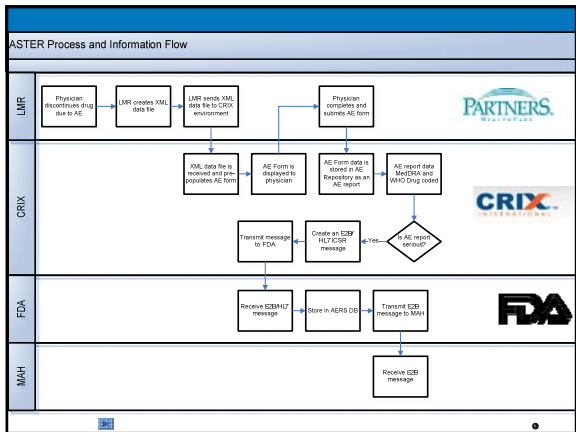 ASTER Process and Information Flow
LMR
Physician
discontinues drug
due to AE
LMR creates XML
data file
LMR sends XML
data file to CRIX
environment
Physician
completes and
submits AE form
PARTNERS.
HEALTHCARE
CRIX
XML data file is
received and pre-
populates AE form
AE Form is
displayed to
physician
AE Form data is
stored in AE
Repository as an
AE report
AE report data
MedDRA and
WHO Drug coded
CRIX
INTERNATIONAL
Transmit message
to FDA
Create an E2B/
HL7 ICSR
message
Yes
Is AE report
serious?
FDA
Receive E2B/HL7
message
Store in AERS DB
Transmit E2B
message to MAH
FDA
MAH
Receive E2B
message